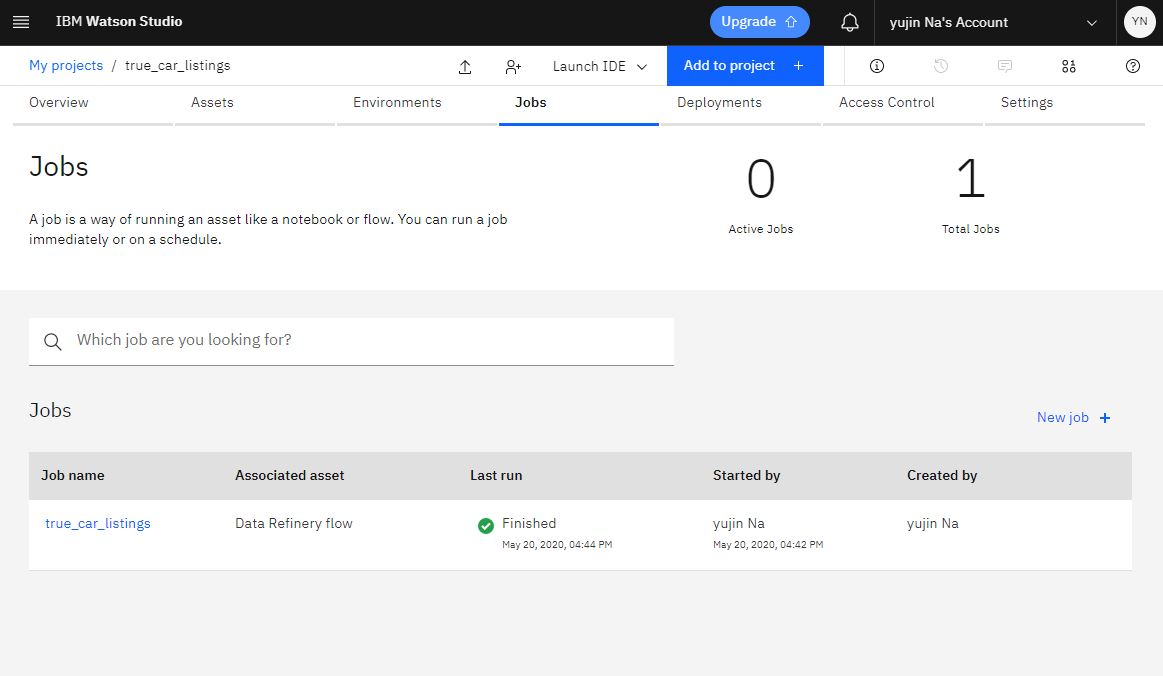 IBM Watson Studio
Upgrade
yujin Na's Account
YN
My projects / true_car_listings
Launch IDE
Add to project +
Overview
Assets
Environments
Jobs
Deployments
Access Control
Settings
Jobs
A job is a way of running an asset like a notebook or flow. You can run a job
immediately or on a schedule.
0
Active Jobs
1
Total Jobs
Which job are you looking for?
Jobs
New job +
Job name
Associated asset
Last run
Started by
Created by
true_car_listings
Data Refinery flow
Finished
May 20, 2020, 04:44 PM
yujin Na
May 20, 2020, 04:42 PM
yujin Na